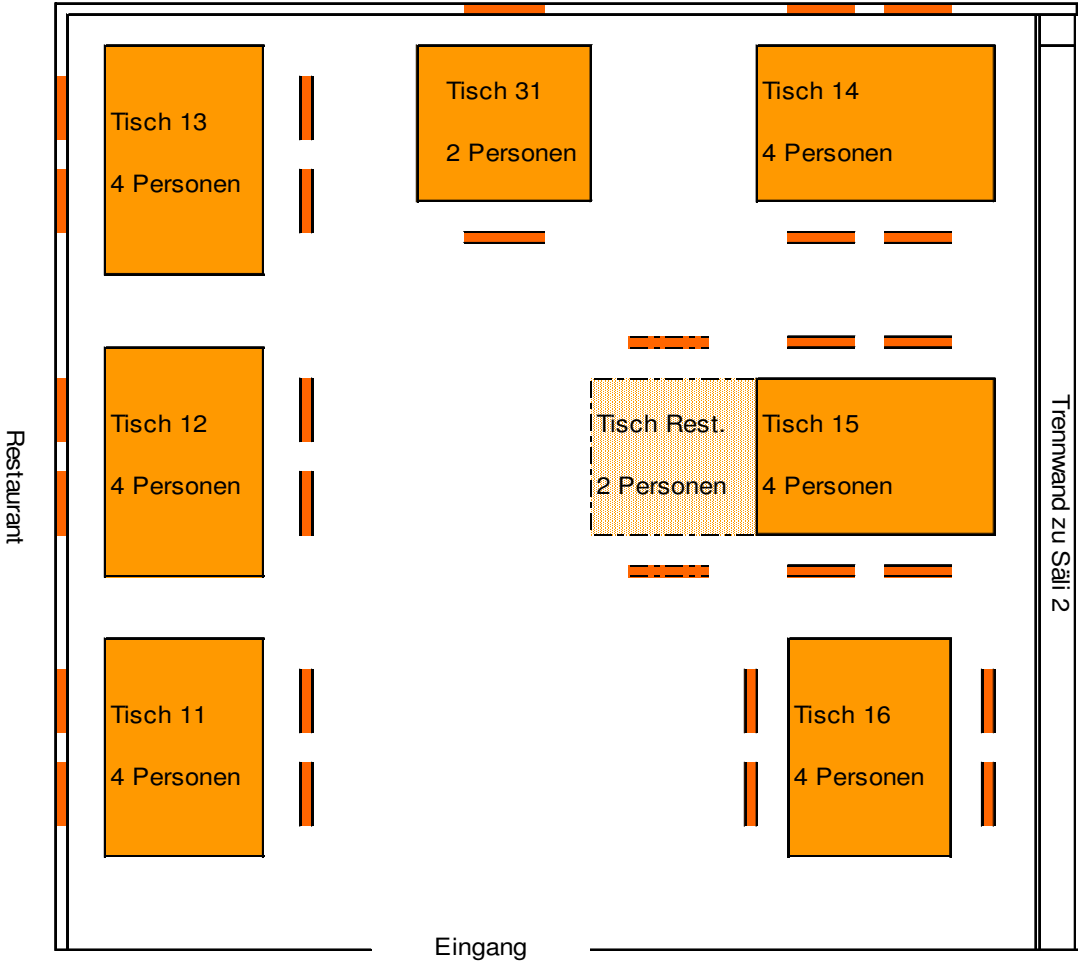 Tisch 13
4 Personen
Tisch 31
2 Personen
Tisch 14
4 Personen
Tisch 12
4 Personen
Tisch Rest.
2 Personen
Tisch 15
4 Personen
Restaurant
Trennwand zu Säli 2
Tisch 11
4 Personen
Tisch 16
4 Personen
Eingang